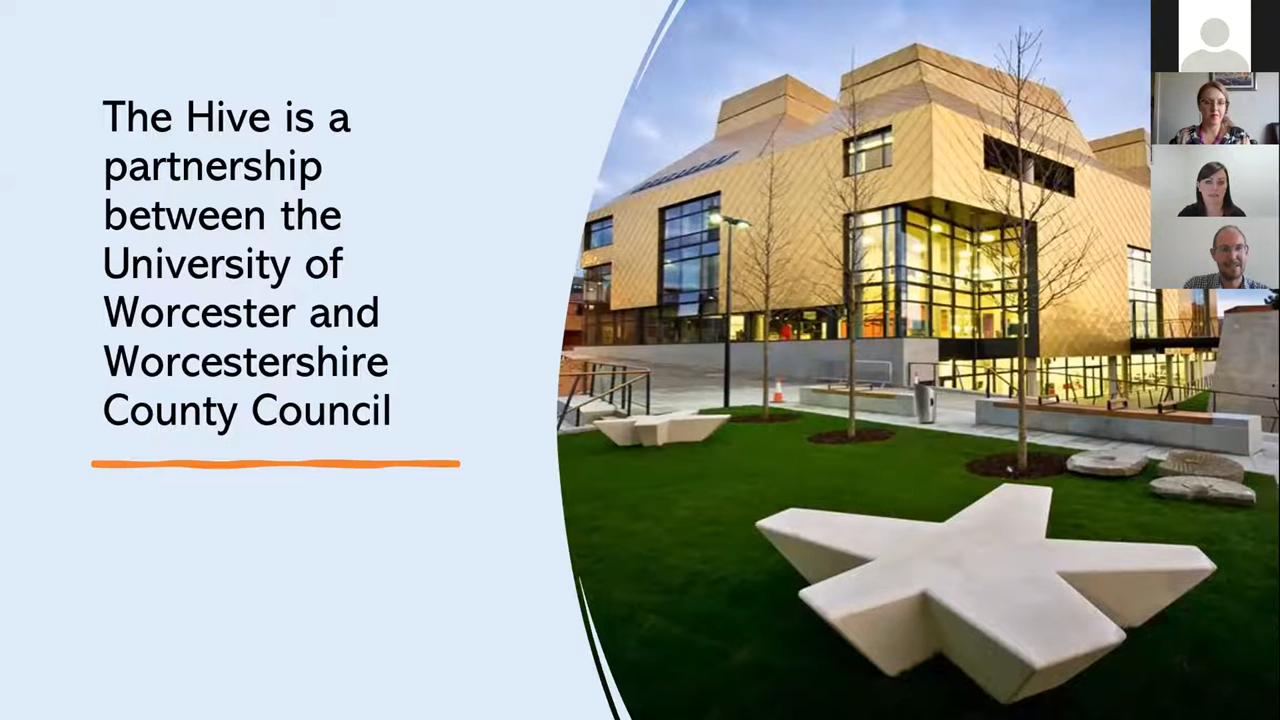 The Hive is a
partnership
between the
University of
Worcester and
Worcestershire
County Council